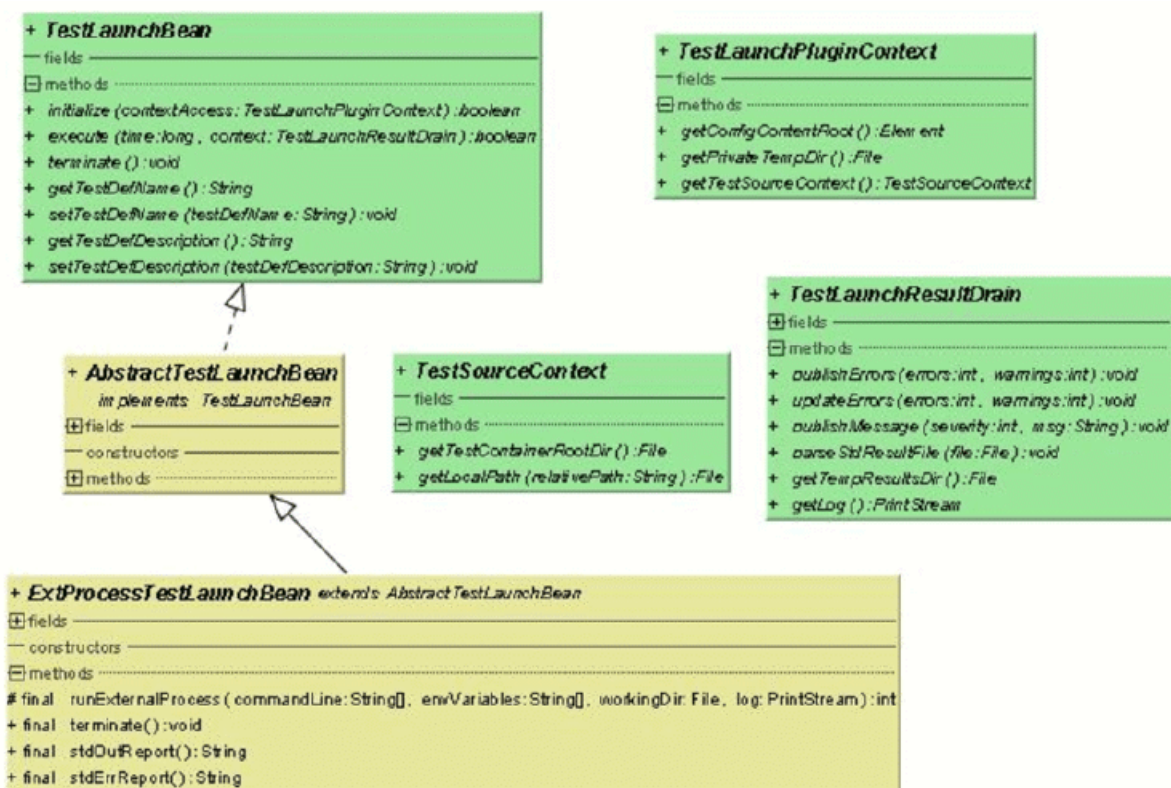 + TestLaunchBean
fields
methods
+ initialize (contextAccess: TestLaunchPluginContext) :boolean
+ execute (time:long , context: TestLaunchResultDrain) :boolean
+ terminate () :void
+ getTestDefName () : String
+ setTestDefName (testDefName: String) : void
+ getTestDefDescription () : String
+ setTestDefDescription (testDefDescription: String) : void
+ TestLaunchPluginContext
fields
methods
+ getConfigContentRoot () : Element
+ getPrivateTempDir () : File
+ getTestSourceContext () : TestSourceContext
+ TestLaunchResultDrain
fields
methods
+ publishErrors (errors:int , warnings:int) : void
+ updateErrors (errors:int , warnings:int) : void
+ publishMessage (severity:int, msg: String) : void
+ parseStdResultFile (file: File) : void
+ getTempResultsDir () : File
+ getLog () : PrintStream
+ AbstractTestLaunchBean
implements TestLaunchBean
fields
constructors
methods
+ TestSourceContext
fields
methods
+ getTestContainerRootDir () : File
+ getLocalPath (relativePath: String) : File
+ ExtProcessTestLaunchBean extends AbstractTestLaunchBean
fields
constructors
methods
# final runExternalProcess ( commandLine: String[], envVariables: String[], workingDir: File, log: PrintStream) : int
+ final terminate() : void
+ final stdOutReport() : String
+ final stdErrReport() : String